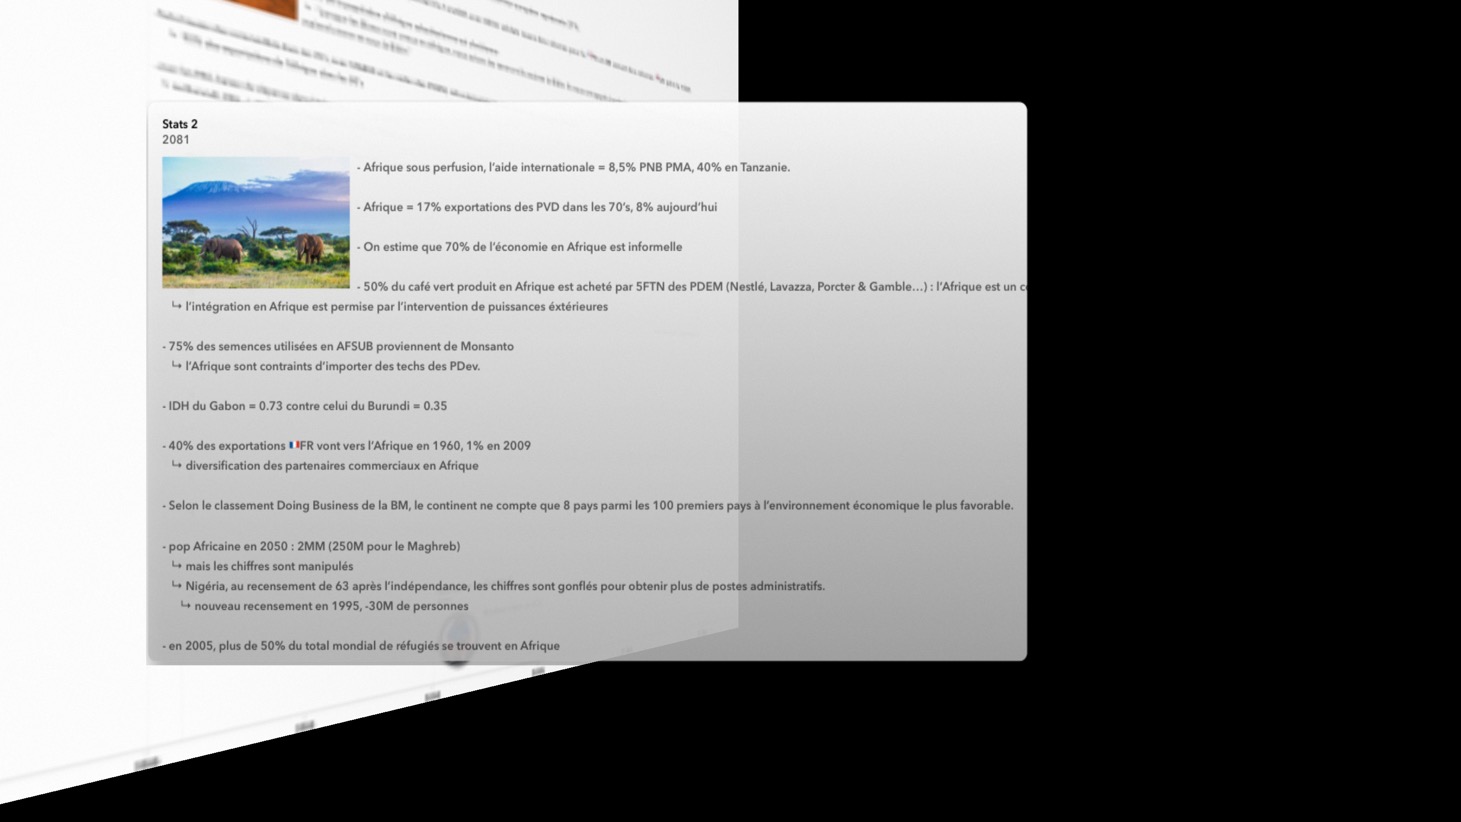 Stats 2
2081
- Afrique sous perfusion, l’aide internationale = 8,5% PNB PMA, 40% en Tanzanie.
- Afrique = 17% exportations des PVD dans les 70’s, 8% aujourd’hui
- On estime que 70% de l’économie en Afrique est informelle
- 50% du café vert produit en Afrique est acheté par 5FTN des PDEM (Nestlé, Lavazza, Porcter & Gamble…) : l’Afrique est un
↳ l’intégration en Afrique est permise par l’intervention de puissances éxtérieures
- 75% des semences utilisées en AFSUB proviennent de Monsanto
↳ l’Afrique sont contraints d’importer des techs des PDev.
- IDH du Gabon = 0.73 contre celui du Burundi = 0.35
- 40% des exportations 🇫🇷FR vont vers l’Afrique en 1960, 1% en 2009
↳ diversification des partenaires commerciaux en Afrique
- Selon le classement Doing Business de la BM, le continent ne compte que 8 pays parmi les 100 premiers pays à l’environnement économique le plus favorable.
- pop Africaine en 2050 : 2MM (250M pour le Maghreb)
↳ mais les chiffres sont manipulés
↳ Nigéria, au recensement de 63 après l’indépendance, les chiffres sont gonflés pour obtenir plus de postes administratifs.
↳ nouveau recensement en 1995, -30M de personnes
- en 2005, plus de 50% du total mondial de réfugiés se trouvent en Afrique